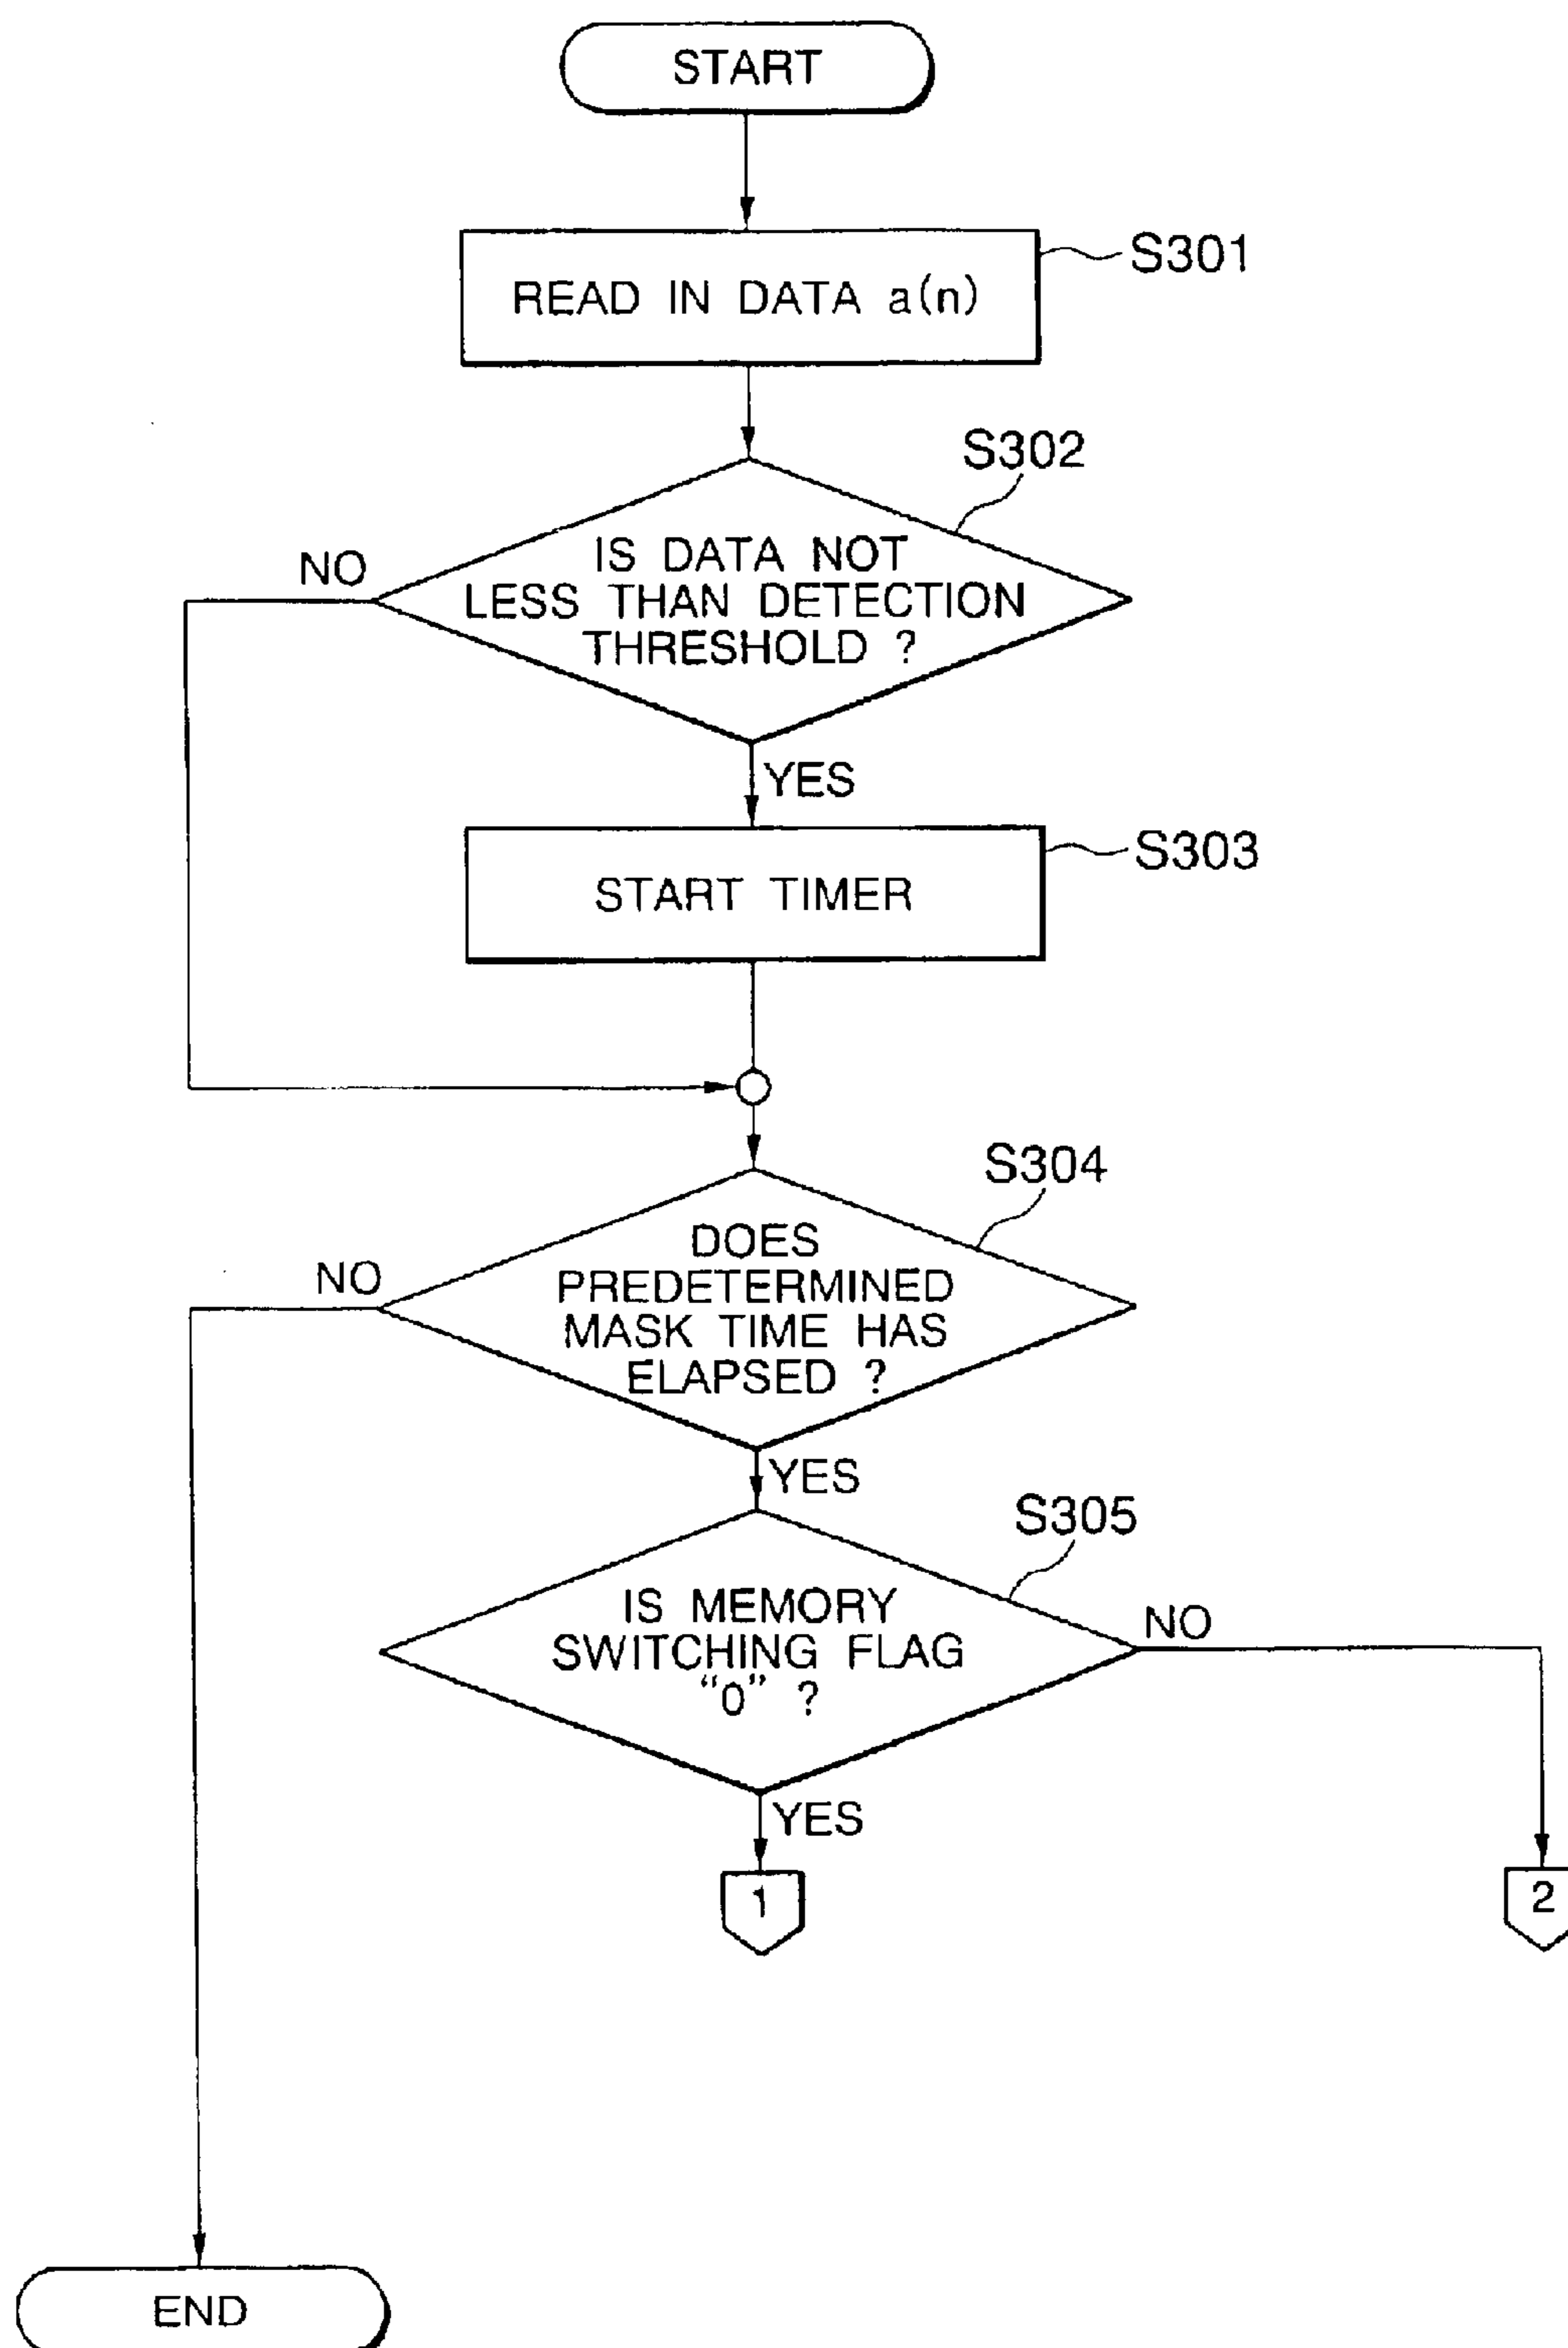 START
READ IN DATA a(n)
S301
S302
IS DATA NOT
LESS THAN DETECTION
THRESHOLD ?
NO
YES
START TIMER
S303
S304
DOES
PREDETERMINED
MASK TIME HAS
ELAPSED ?
NO
YES
S305
IS MEMORY
SWITCHING FLAG
“0” ?
NO
YES
1
2
END